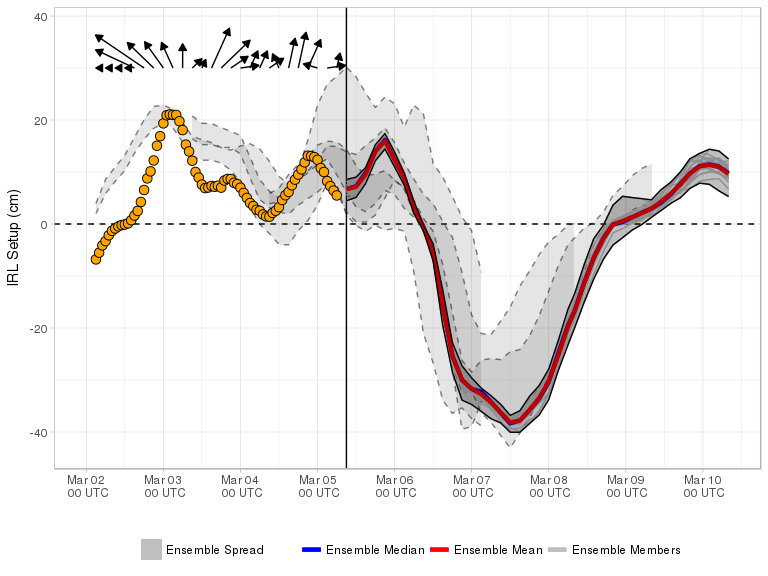 40
20
0
-20
-40
IRL Setup (cm)
Mar 02 Mar 03 Mar 04 Mar 05 Mar 06 Mar 07 Mar 08 Mar 09 Mar 10
00 UTC 00 UTC 00 UTC 00 UTC 00 UTC 00 UTC 00 UTC 00 UTC 00 UTC
Ensemble Spread Ensemble Median Ensemble Mean Ensemble Members